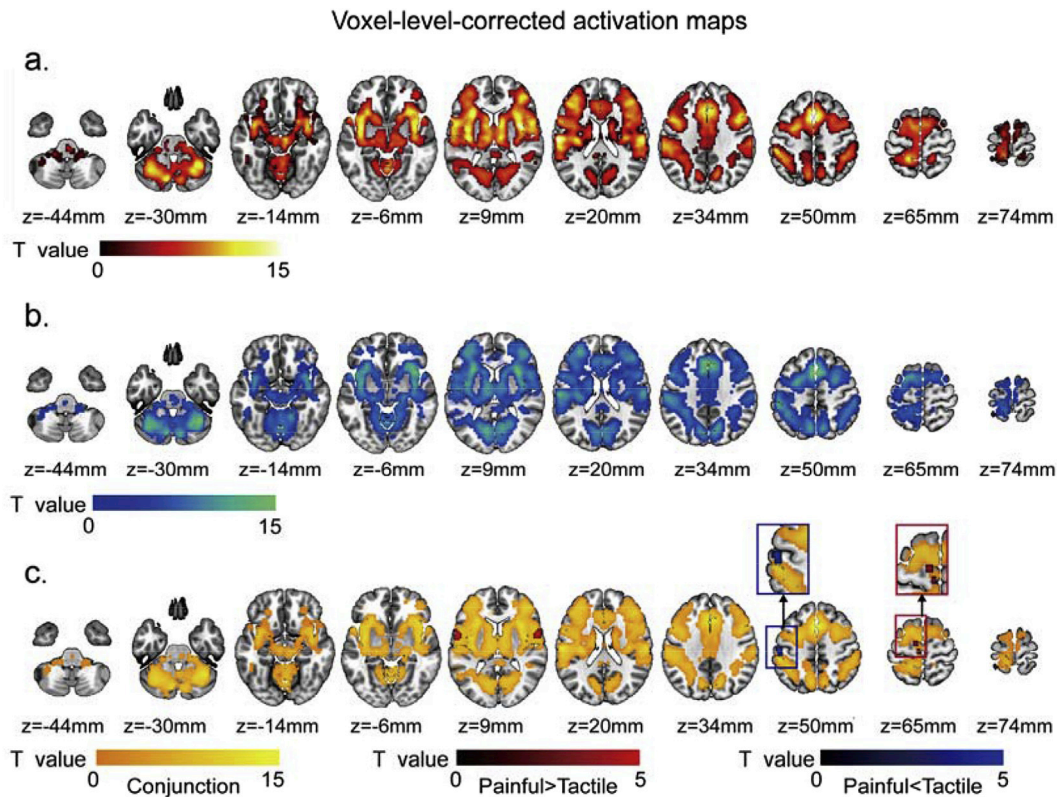 Voxel-level-corrected activation maps
a.
z=-44mm z=-30mm z=-14mm z=-6mm z=9mm z=20mm z=34mm z=50mm z=65mm z=74mm
T value
0 15
b.
z=-44mm z=-30mm z=-14mm z=-6mm z=9mm z=20mm z=34mm z=50mm z=65mm z=74mm
T value
0 15
c.
z=-44mm z=-30mm z=-14mm z=-6mm z=9mm z=20mm z=34mm z=50mm z=65mm z=74mm
T value T value T value
0 Conjunction 15 0 Painful>Tactile 5 0 Painful<Tactile 5